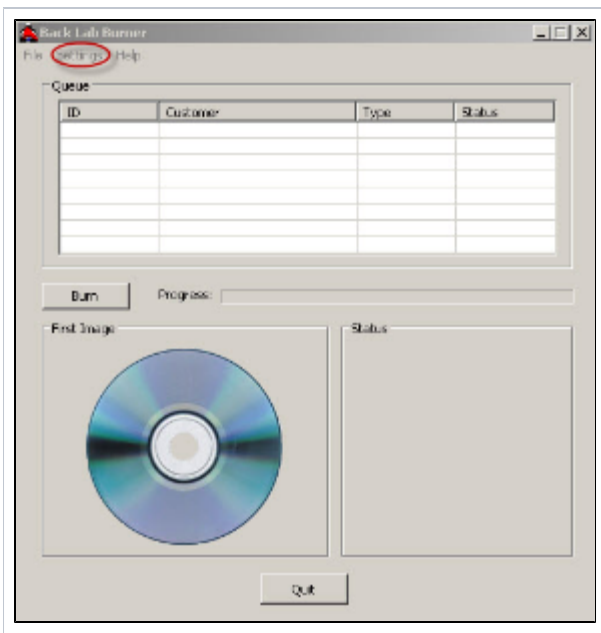 Back Lab Burner
File Settings Help
Queue
ID Customer Type Status
Burn Progress:
First Image Status
Quit